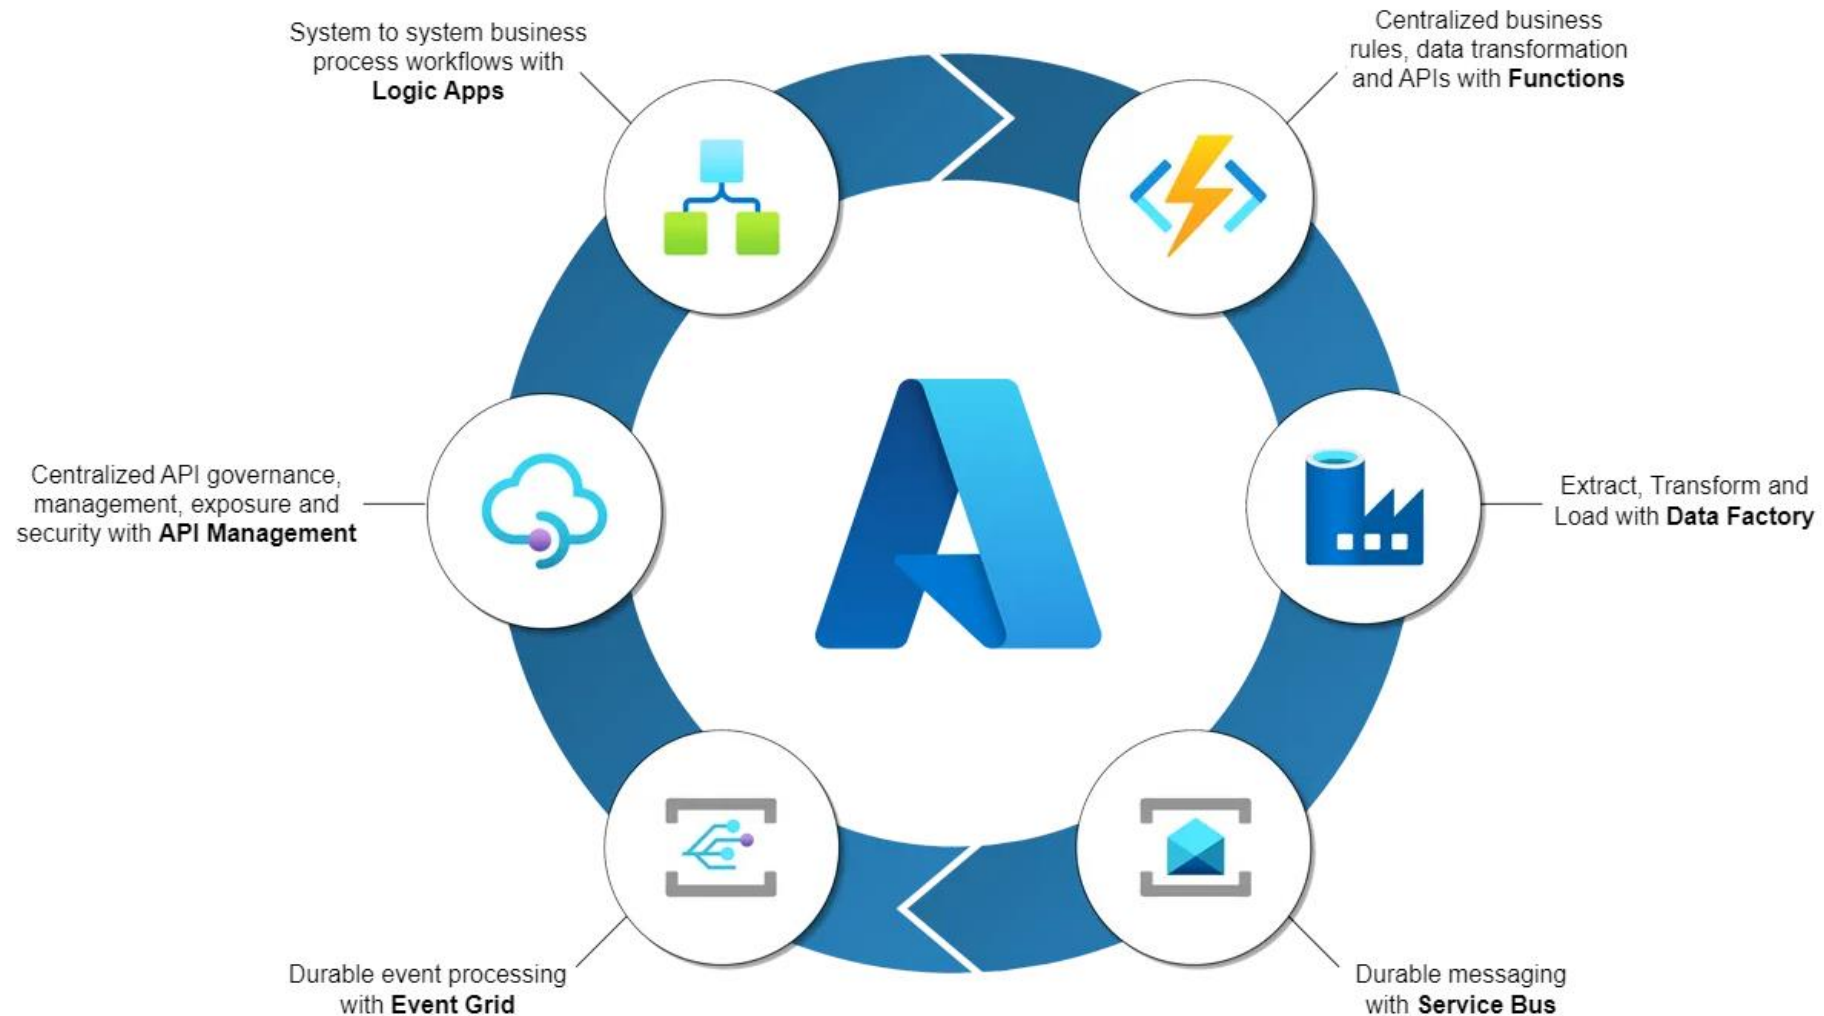 System to system business
process workflows with
Logic Apps
Centralized business
rules, data transformation
and APIs with Functions
Centralized API governance,
management, exposure and
security with API Management
Extract, Transform and
Load with Data Factory
Durable event processing
with Event Grid
Durable messaging
with Service Bus